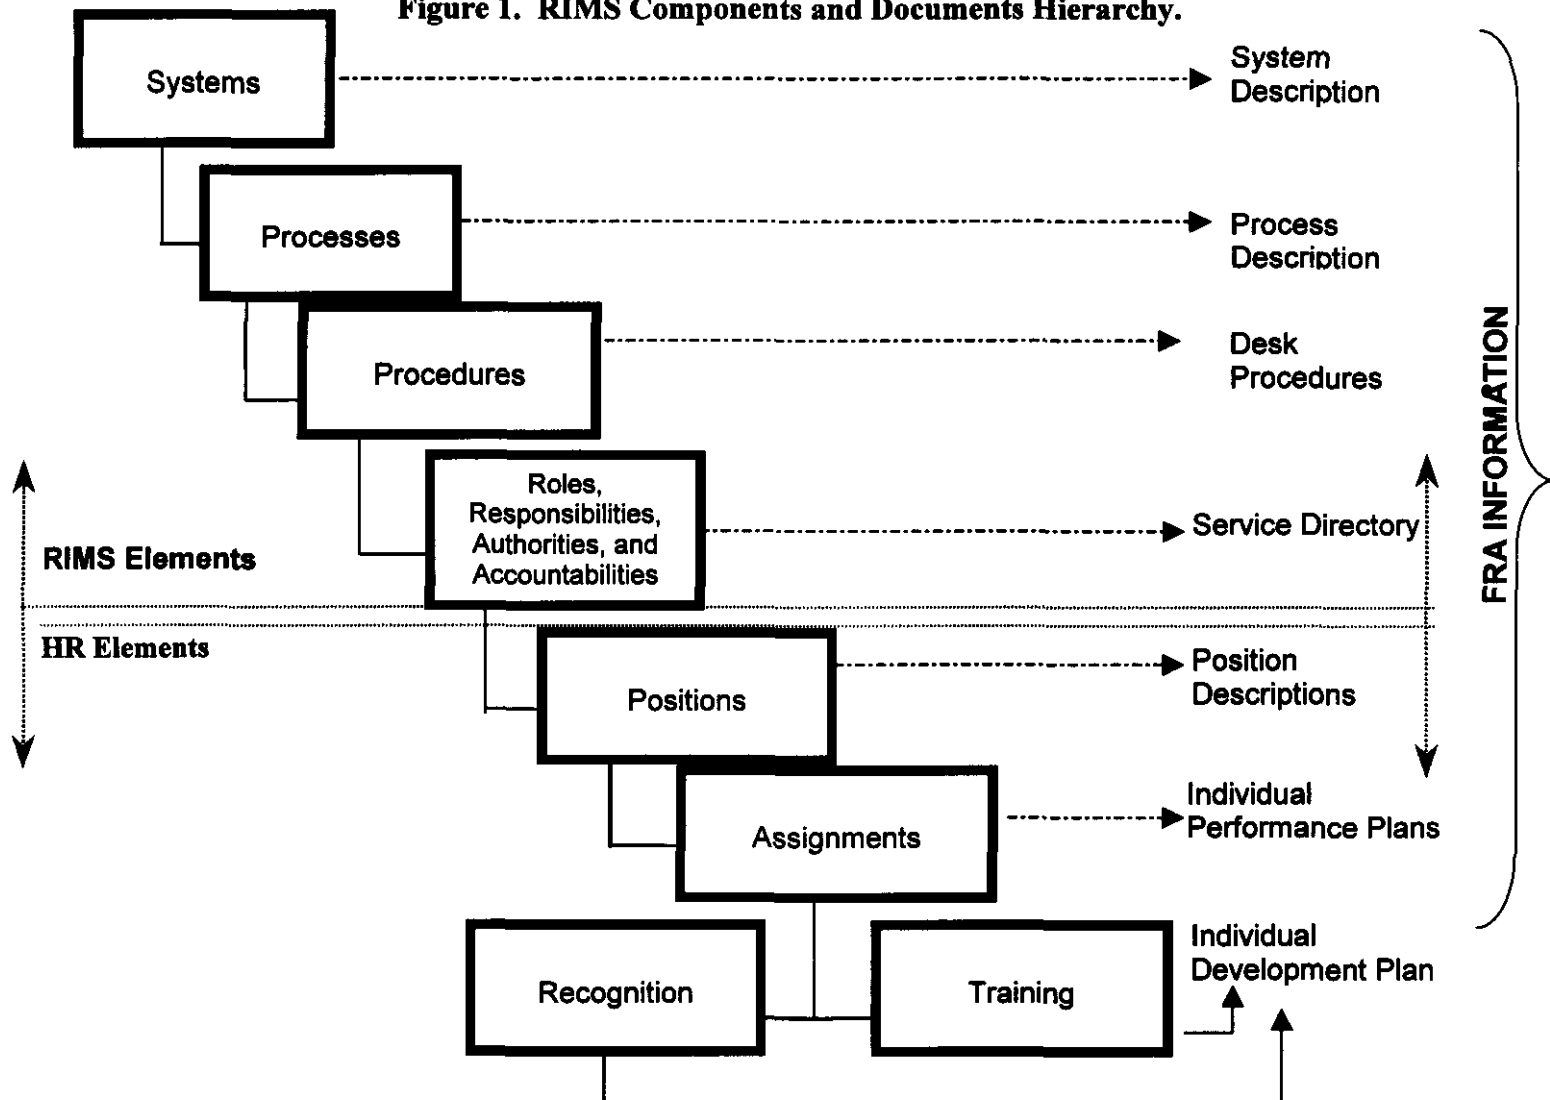 Figure 1. RIMS Components and Documents Hierarchy.
Systems
System
Description
Processes
Process
Description
Procedures
Desk
Procedures
Roles,
Responsibilities,
Authorities, and
Accountabilities
Service Directory
RIMS Elements
HR Elements
Positions
Position
Descriptions
Assignments
Individual
Performance Plans
Recognition
Training
Individual
Development Plan
FRA INFORMATION